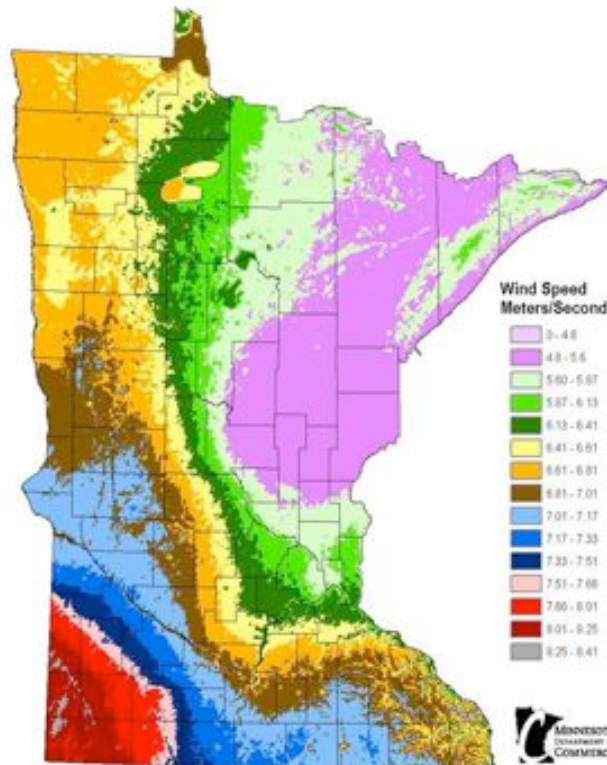 Wind Speed
Meters/Second
0 - 4.8
4.8 - 5.6
5.60 - 5.87
5.87 - 6.13
6.13 - 6.41
6.41 - 6.61
6.61 - 6.81
6.81 - 7.01
7.01 - 7.17
7.17 - 7.33
7.33 - 7.51
7.51 - 7.66
7.66 - 8.01
8.01 - 8.25
8.25 - 8.41
MINNESOTA
DEPARTMENT
COMMERC